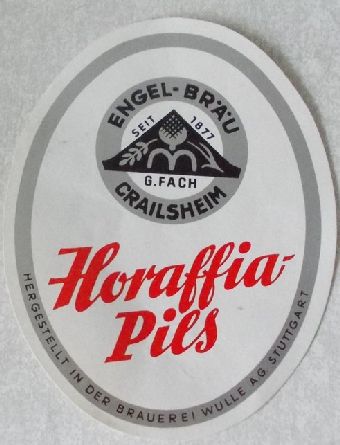 ENGEL-BRÄU
SEIT 1877
G.FACH
CRAILSHEIM
Horaffia-
Pils
HERGESTELLT IN DER BRAUEREI WULLE AG. STUTTGART